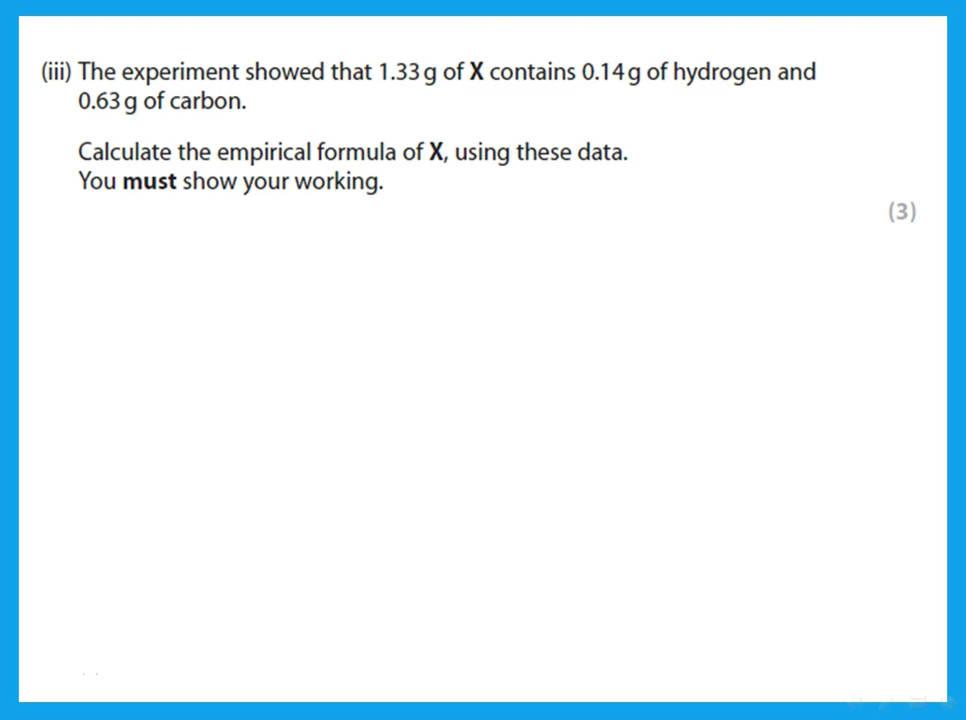 (iii) The experiment showed that 1.33 g of X contains 0.14 g of hydrogen and
0.63 g of carbon.
Calculate the empirical formula of X, using these data.
You must show your working.
(3)